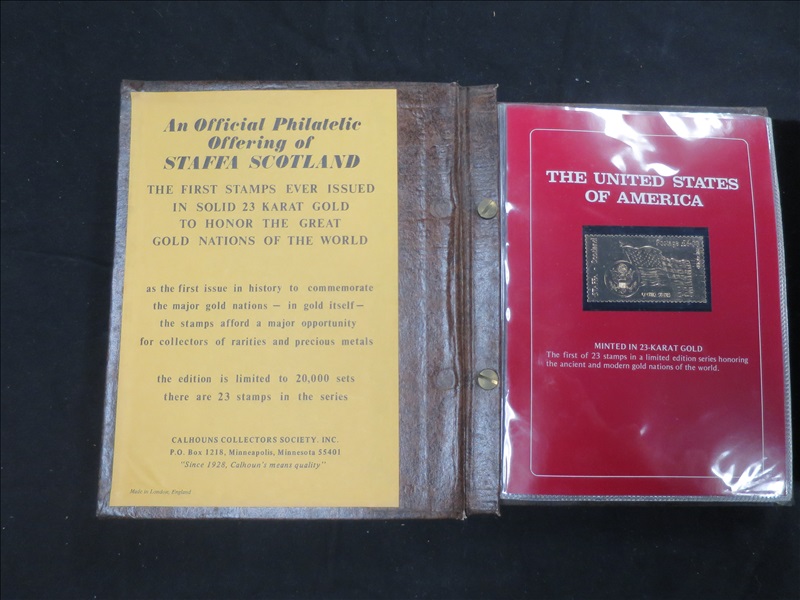 An Official Philatelic
Offering of
STAFFA SCOTLAND
THE FIRST STAMPS EVER ISSUED
IN SOLID 23 KARAT GOLD
TO HONOR THE GREAT
GOLD NATIONS OF THE WORLD
as the first issue in history to commemorate
the major gold nations — in gold itself—
the stamps afford a major opportunity
for collectors of rarities and precious metals
the edition is limited to 20,000 sets
there are 23 stamps in the series
CALHOUNS COLLECTORS SOCIETY, INC.
P.O. Box 1218, Minneapolis, Minnesota 55401
"Since 1928, Calhoun's means quality"
Made in London, England
THE UNITED STATES
OF AMERICA
STAFFA - Scotland
Postage £6.00
MINTED IN 23-KARAT GOLD
The first of 23 stamps in a limited edition series honoring
the ancient and modern gold nations of the world.